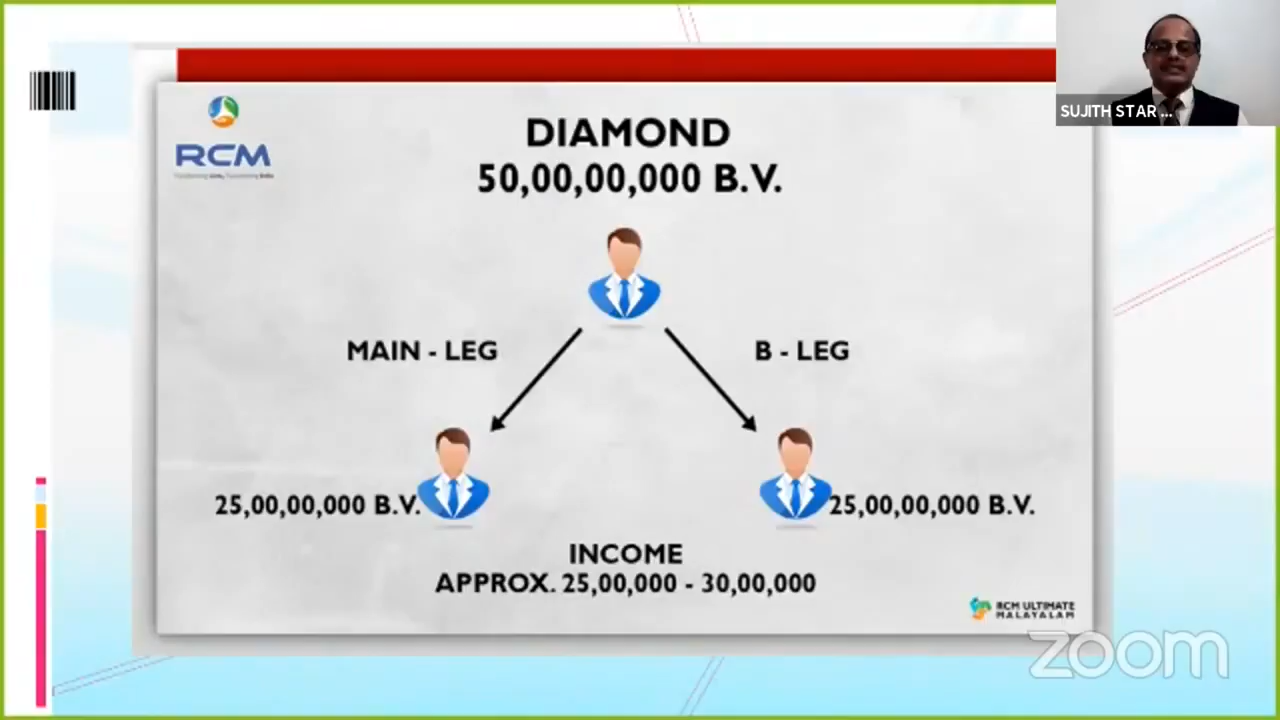 SUJITH STAR ...
RCM
DIAMOND
50,00,00,000 B.V.
MAIN - LEG
B - LEG
25,00,00,000 B.V.
25,00,00,000 B.V.
INCOME
APPROX. 25,00,000 - 30,00,000
RCM ULTIMATE
MALAYALAM
zoom